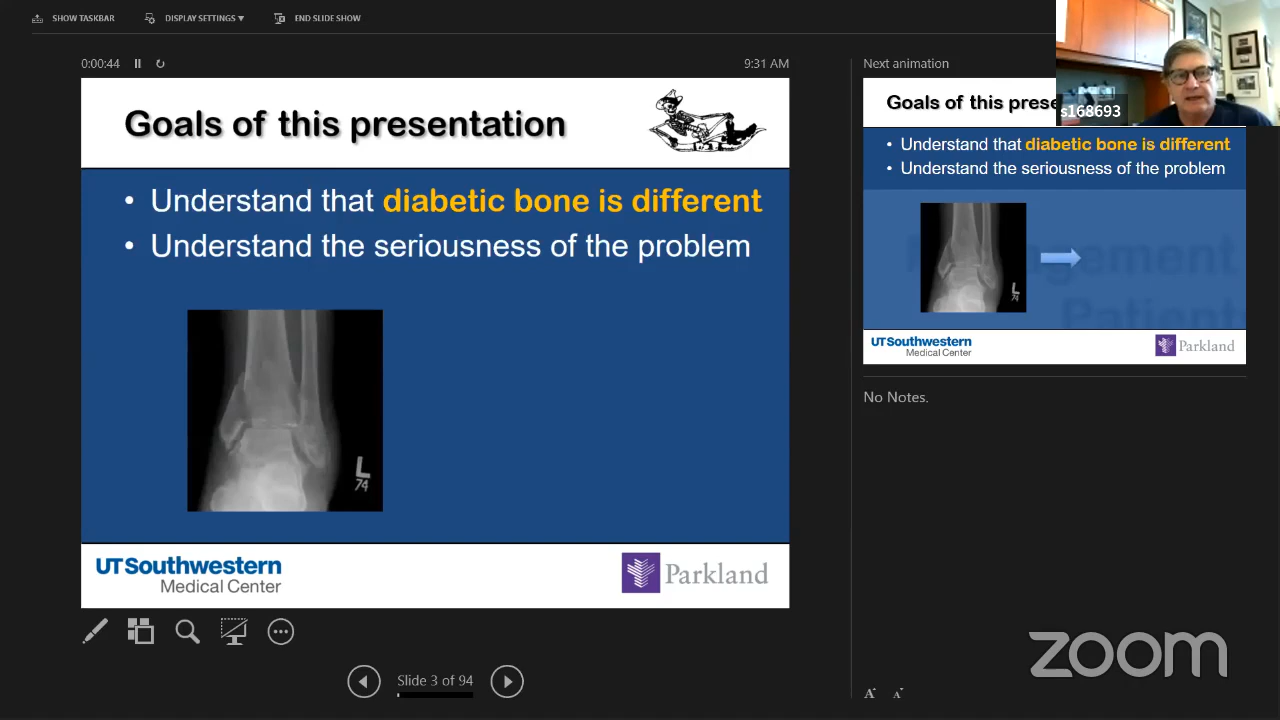 SHOW TASKBAR
DISPLAY SETTINGS ▾
END SLIDE SHOW
0:00:44
9:31 AM
Goals of this presentation
• Understand that diabetic bone is different
• Understand the seriousness of the problem
L
74
UTSouthwestern
Medical Center
Parkland
Slide 3 of 94
Next animation
s168693
Goals of this prese
• Understand that diabetic bone is different
• Understand the seriousness of the problem
L
74
UTSouthwestern
Medical Center
Parkland
No Notes.
zoom
A A